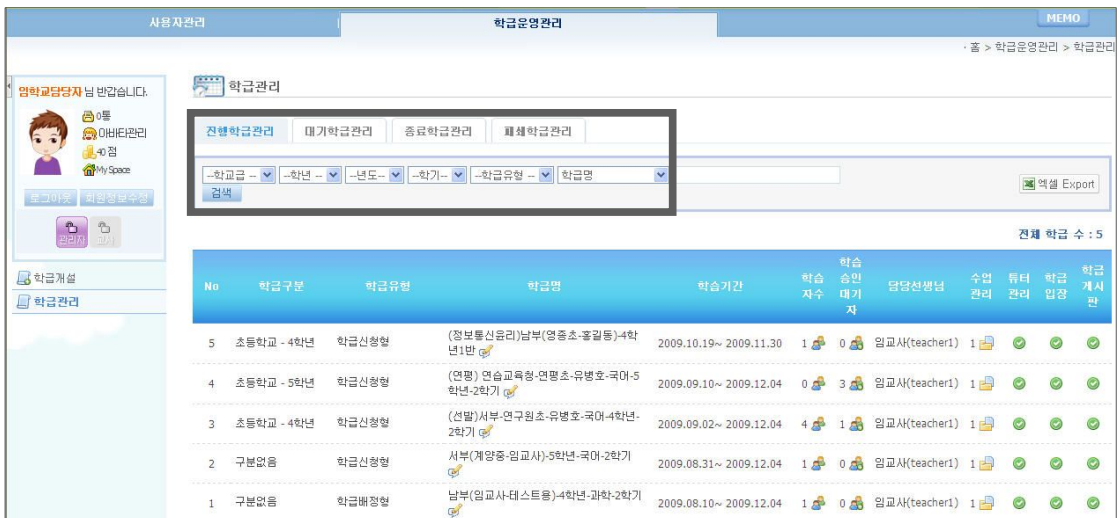 사용자관리 학급운영관리 MEMO
· 홈 > 학급운영관리 > 학급관리
임학교담당자 님 반갑습니다.
0통
아바타관리
40 점
My Space
로그아웃 회원정보수정
관리자 교사
학급개설
학급관리
학급관리
진행학급관리 대기학급관리 종료학급관리 폐쇄학급관리
--학교급 -- --학년 -- --년도-- --학기-- --학급유형 -- 학급명
검색
엑셀 Export
전체 학급 수 : 5
No 학급구분 학급유형 학급명 학습기간 학습자수 학습승인대기자 담당선생님 수업관리 튜터관리 학급입장 학급게시판
5 초등학교 - 4학년 학급신청형 (정보통신윤리)남부(영종초-홍길동)-4학년1반 2009.10.19~ 2009.11.30 1 0 임교사(teacher1) 1
4 초등학교 - 5학년 학급신청형 (연평) 연습교육청-연평초-유병호-국어-5학년-2학기 2009.09.10~ 2009.12.04 0 3 임교사(teacher1) 1
3 초등학교 - 4학년 학급신청형 (선발)서부-연구원초-유병호-국어-4학년-2학기 2009.09.02~ 2009.12.04 4 1 임교사(teacher1) 1
2 구분없음 학급신청형 서부(계양중-임교사)-5학년-국어-2학기 2009.08.31~ 2009.12.04 1 0 임교사(teacher1) 1
1 구분없음 학급배정형 남부(임교사-테스트용)-4학년-과학-2학기 2009.08.10~ 2009.12.04 1 0 임교사(teacher1) 1